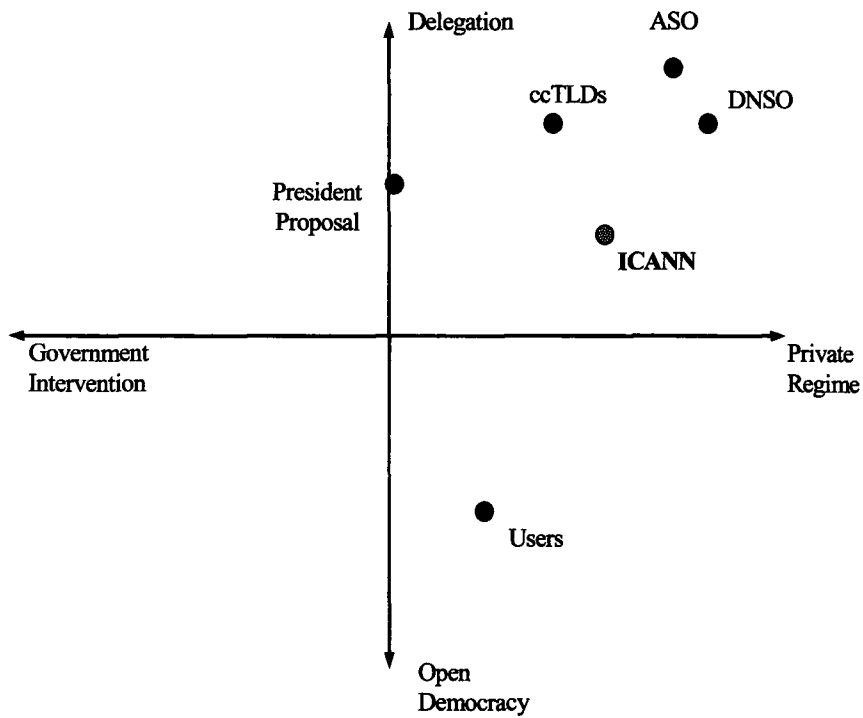 Delegation
ASO
ccTLDs
DNSO
President
Proposal
ICANN
Government
Intervention
Private
Regime
Users
Open
Democracy